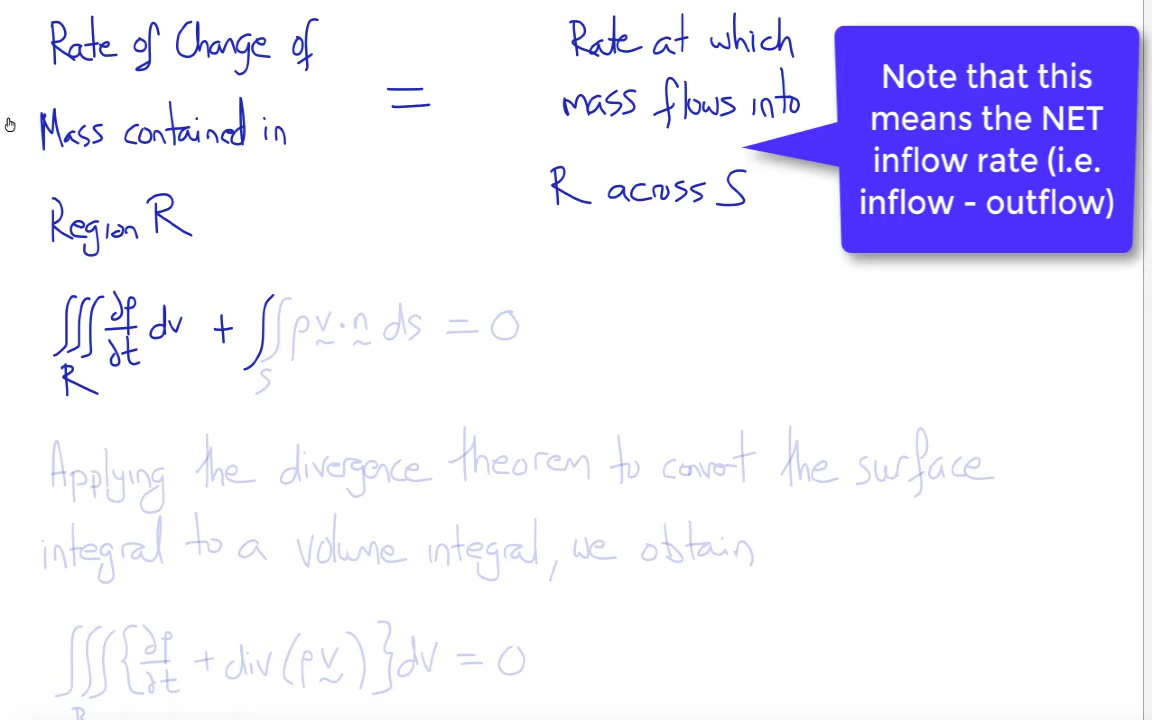 Rate of Change of
Mass contained in
Region R
=
Rate at which
mass flows into
R across S
Note that this
means the NET
inflow rate (i.e.
inflow - outflow)
∭_R ∂ρ/∂t dv + ∬_S ρv̰·ṋ ds = 0
Applying the divergence theorem to convert the surface
integral to a volume integral, we obtain
∭_R {∂ρ/∂t + div(ρv̰)}dv = 0